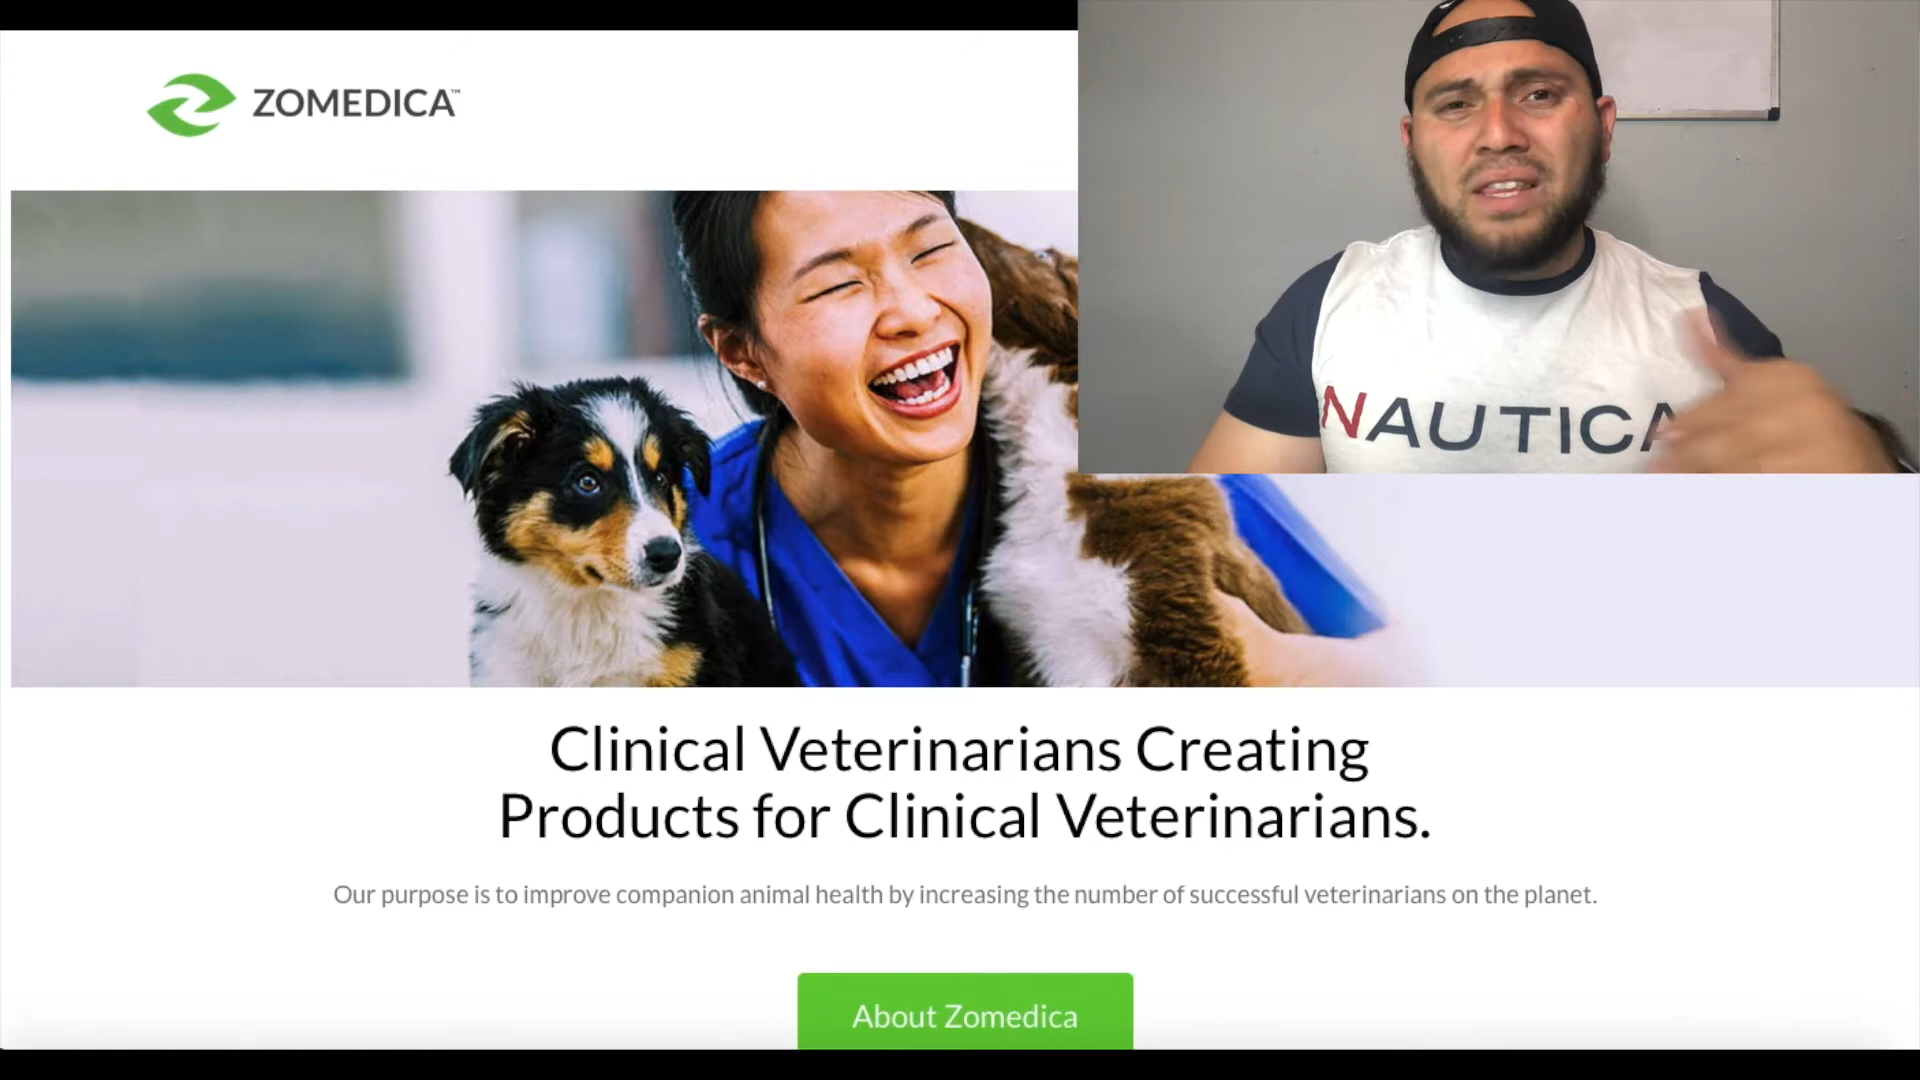 ZOMEDICA™
NAUTICA
Clinical Veterinarians Creating
Products for Clinical Veterinarians.
Our purpose is to improve companion animal health by increasing the number of successful veterinarians on the planet.
About Zomedica